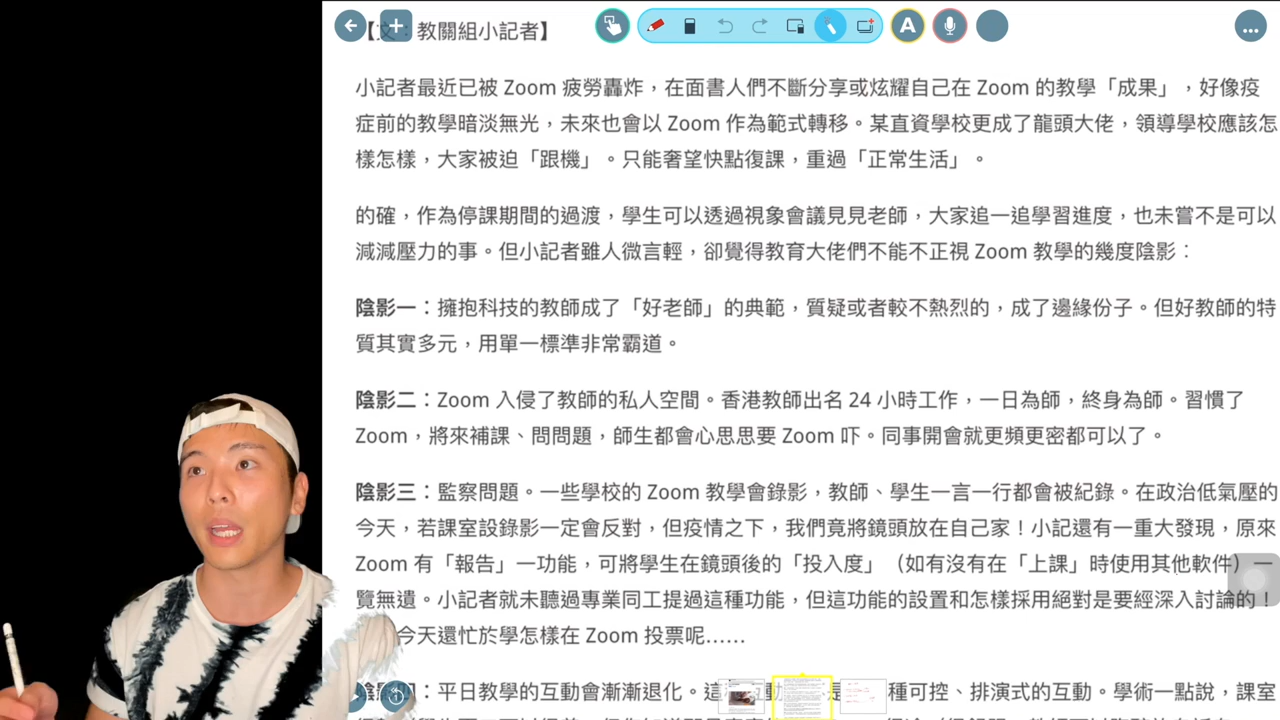 【文：教關組小記者】
小記者最近已被 Zoom 疲勞轟炸，在面書人們不斷分享或炫耀自己在 Zoom 的教學「成果」，好像疫
症前的教學暗淡無光，未來也會以 Zoom 作為範式轉移。某直資學校更成了龍頭大佬，領導學校應該怎
樣怎樣，大家被迫「跟機」。只能奢望快點復課，重過「正常生活」。
的確，作為停課期間的過渡，學生可以透過視象會議見見老師，大家追一追學習進度，也未嘗不是可以
減減壓力的事。但小記者雖人微言輕，卻覺得教育大佬們不能不正視 Zoom 教學的幾度陰影：
陰影一：擁抱科技的教師成了「好老師」的典範，質疑或者較不熱烈的，成了邊緣份子。但好教師的特
質其實多元，用單一標準非常霸道。
陰影二：Zoom 入侵了教師的私人空間。香港教師出名 24 小時工作，一日為師，終身為師。習慣了
Zoom，將來補課、問問題，師生都會心思思要 Zoom 吓。同事開會就更頻更密都可以了。
陰影三：監察問題。一些學校的 Zoom 教學會錄影，教師、學生一言一行都會被紀錄。在政治低氣壓的
今天，若課室設錄影一定會反對，但疫情之下，我們竟將鏡頭放在自己家！小記還有一重大發現，原來
Zoom 有「報告」一功能，可將學生在鏡頭後的「投入度」（如有沒有在「上課」時使用其他軟件）一
覽無遺。小記者就未聽過專業同工提過這種功能，但這功能的設置和怎樣採用絕對是要經深入討論的！
今天還忙於學怎樣在 Zoom 投票呢……
：平日教學的互動會漸漸退化。這 種可控、排演式的互動。學術一點說，課室
A